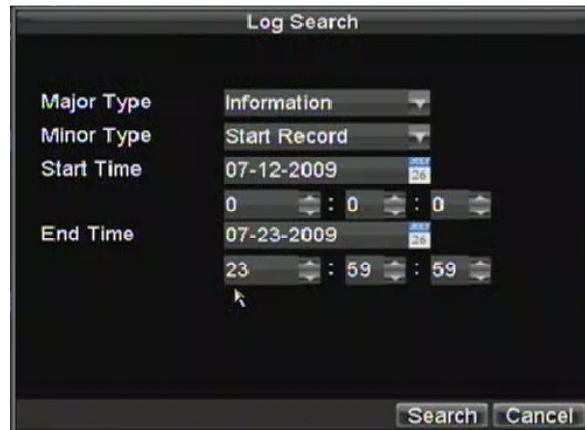 Log Search
Major Type Information
Minor Type Start Record
Start Time 07-12-2009
0 : 0 : 0
End Time 07-23-2009
23 : 59 : 59
Search Cancel